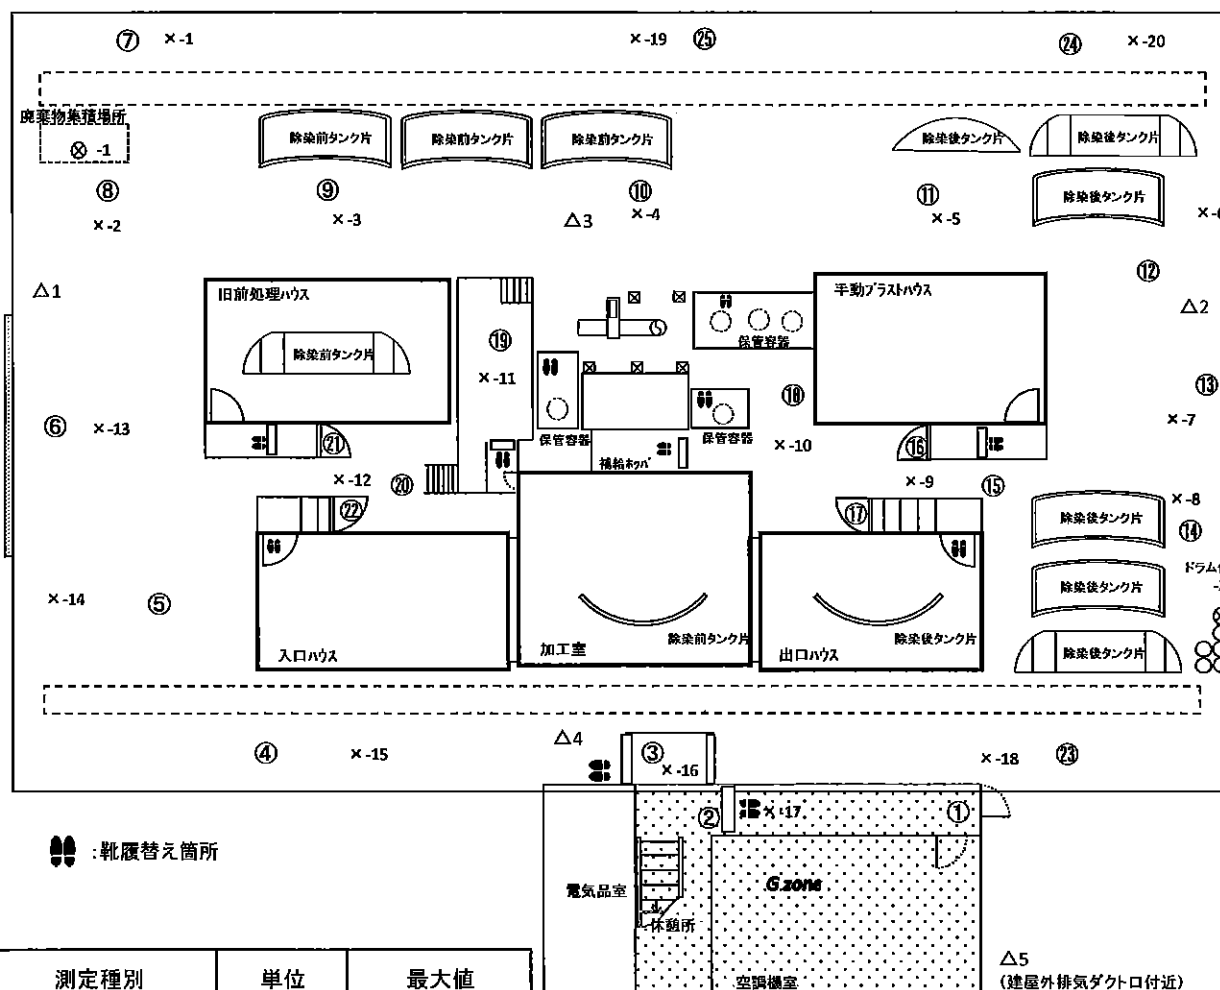 ⑦ ×-1 ×-19 ㉕ ㉔ ×-20
廃棄物集積場所
⊗ -1
除染前タンク片 除染前タンク片 除染前タンク片 除染後タンク片 除染後タンク片
⑧ ⑨ ⑩ ⑪ 除染後タンク片
×-2 ×-3 △3 ×-4 ×-5
⑫
△1 旧前処理ハウス 平動ブラストハウス △2
⑲ 保管容器
除染前タンク片
×-11 ⑬
⑱
⑥ ×-13 ×-7
㉑ 保管容器 保管容器 ×-10 ⑯
補給ホッパ
×-12 ⑳ ×-9 ⑮
×-8
㉒ ⑰ 除染後タンク片 ⑭
ドラム
除染後タンク片
×-14 ⑤
入口ハウス 加工室 除染前タンク片 出口ハウス 除染後タンク片 除染後タンク片
④ ×-15 △4 ③ ×-16 ×-18 ㉓
② ×-17 ①
:靴履替え箇所
電気品室 G zone
休憩所
測定種別 単位 最大値 空調機室 △5
(建屋外排気ダクト口付近)